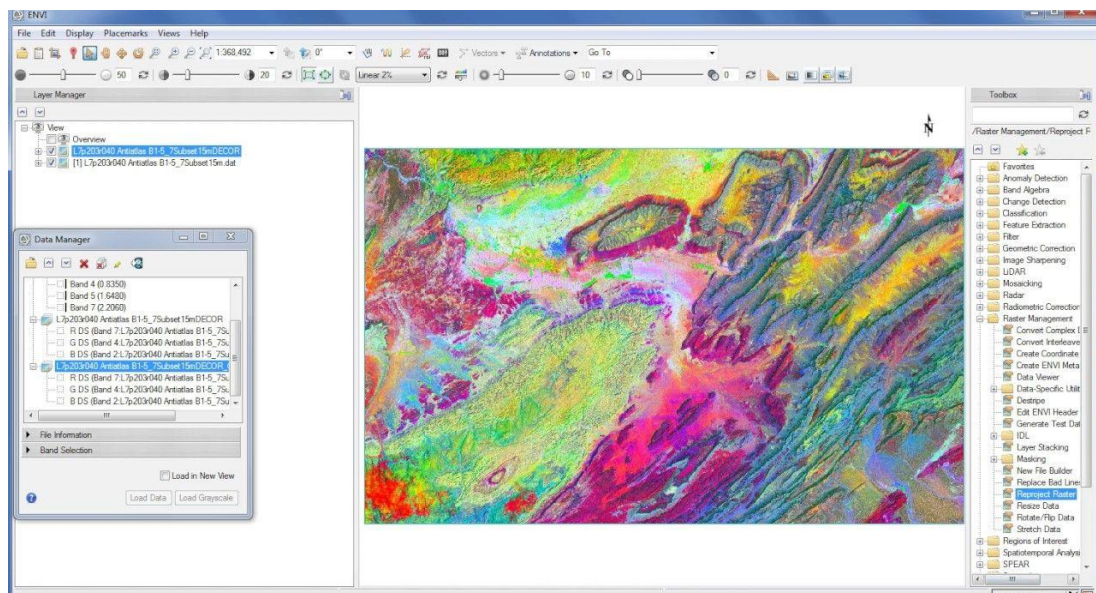 ENVI
File Edit Display Placemarks Views Help
1:368,492 0° Vectors Annotations Go To
50 20 Linear 2% 10 0
Layer Manager
View
Overview
L7p203r040 Antiatlas B1-5_7Subset15mDECOR
[1] L7p203r040 Antiatlas B1-5_7Subset15m.dat
Data Manager
Band 4 (0.8350)
Band 5 (1.6480)
Band 7 (2.2060)
L7p203r040 Antiatlas B1-5_7Subset15mDECOR
R DS (Band 7:L7p203r040 Antiatlas B1-5_7Su
G DS (Band 4:L7p203r040 Antiatlas B1-5_7Su
B DS (Band 2:L7p203r040 Antiatlas B1-5_7Su
L7p203r040 Antiatlas B1-5_7Subset15mDECOR_
R DS (Band 7:L7p203r040 Antiatlas B1-5_7Su
G DS (Band 4:L7p203r040 Antiatlas B1-5_7Su
B DS (Band 2:L7p203r040 Antiatlas B1-5_7Su
File Information
Band Selection
Load in New View
Load Data Load Grayscale
N
Toolbox
/Raster Management/Reproject F
Favorites
Anomaly Detection
Band Algebra
Change Detection
Classification
Feature Extraction
Filter
Geometric Correction
Image Sharpening
LiDAR
Mosaicking
Radar
Radiometric Correction
Raster Management
Convert Complex
Convert Interleave
Create Coordinate
Create ENVI Meta
Data Viewer
Data-Specific Utilit
Destripe
Edit ENVI Header
Generate Test Dat
IDL
Layer Stacking
Masking
New File Builder
Replace Bad Lines
Reproject Raster
Resize Data
Rotate/Flip Data
Stretch Data
Regions of Interest
Spatiotemporal Analysi
SPEAR